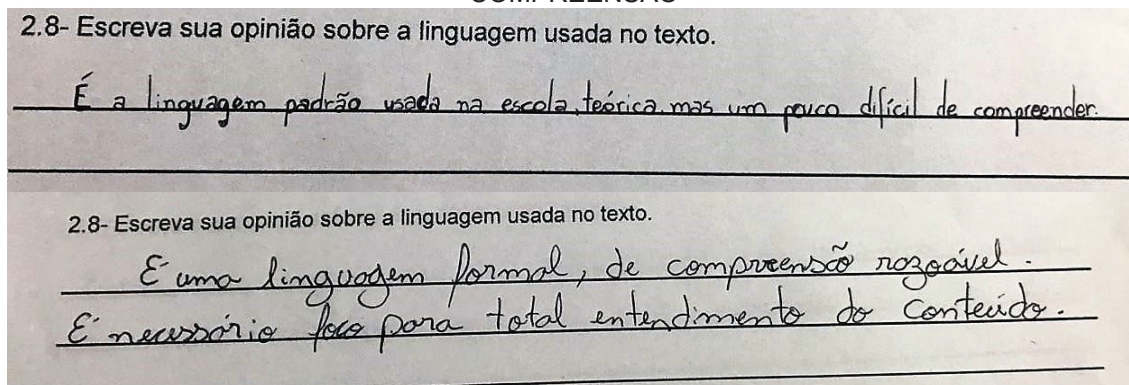 COMPREENSÃO
2.8- Escreva sua opinião sobre a linguagem usada no texto.
É a linguagem padrão usada na escola, teórica, mas um pouco difícil de compreender.
2.8- Escreva sua opinião sobre a linguagem usada no texto.
É uma linguagem formal, de compreensão rozoável.
É necessário foco para total entendimento do conteúdo.